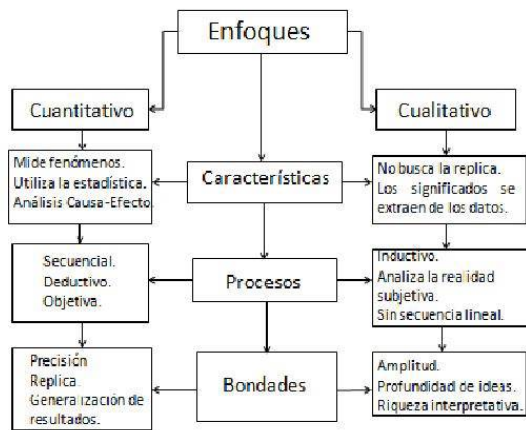 Enfoques
Cuantitativo
Cualitativo
Mide fenómenos.
Utiliza la estadística.
Análisis Causa-Efecto.
Características
No busca la replica.
Los significados se
extraen de los datos.
Secuencial.
Deductivo.
Objetiva.
Procesos
Inductivo.
Analiza la realidad
subjetiva.
Sin secuencia lineal.
Precisión
Replica.
Generalización de
resultados.
Bondades
Amplitud.
Profundidad de ideas.
Riqueza interpretativa.